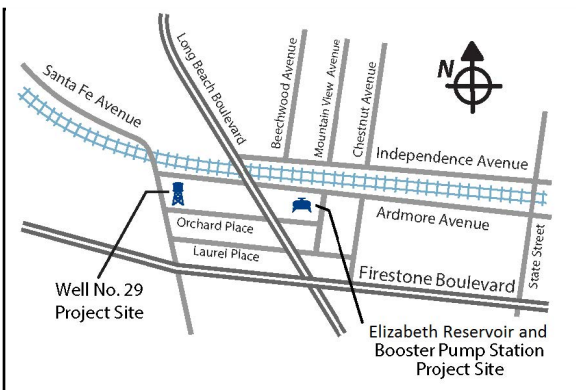 Santa Fe Avenue
Long Beach Boulevard
Beechwood Avenue
Mountain View Avenue
Chestnut Avenue
N
Independence Avenue
Ardmore Avenue
State Street
Orchard Place
Laurel Place
Firestone Boulevard
Well No. 29
Project Site
Elizabeth Reservoir and
Booster Pump Station
Project Site